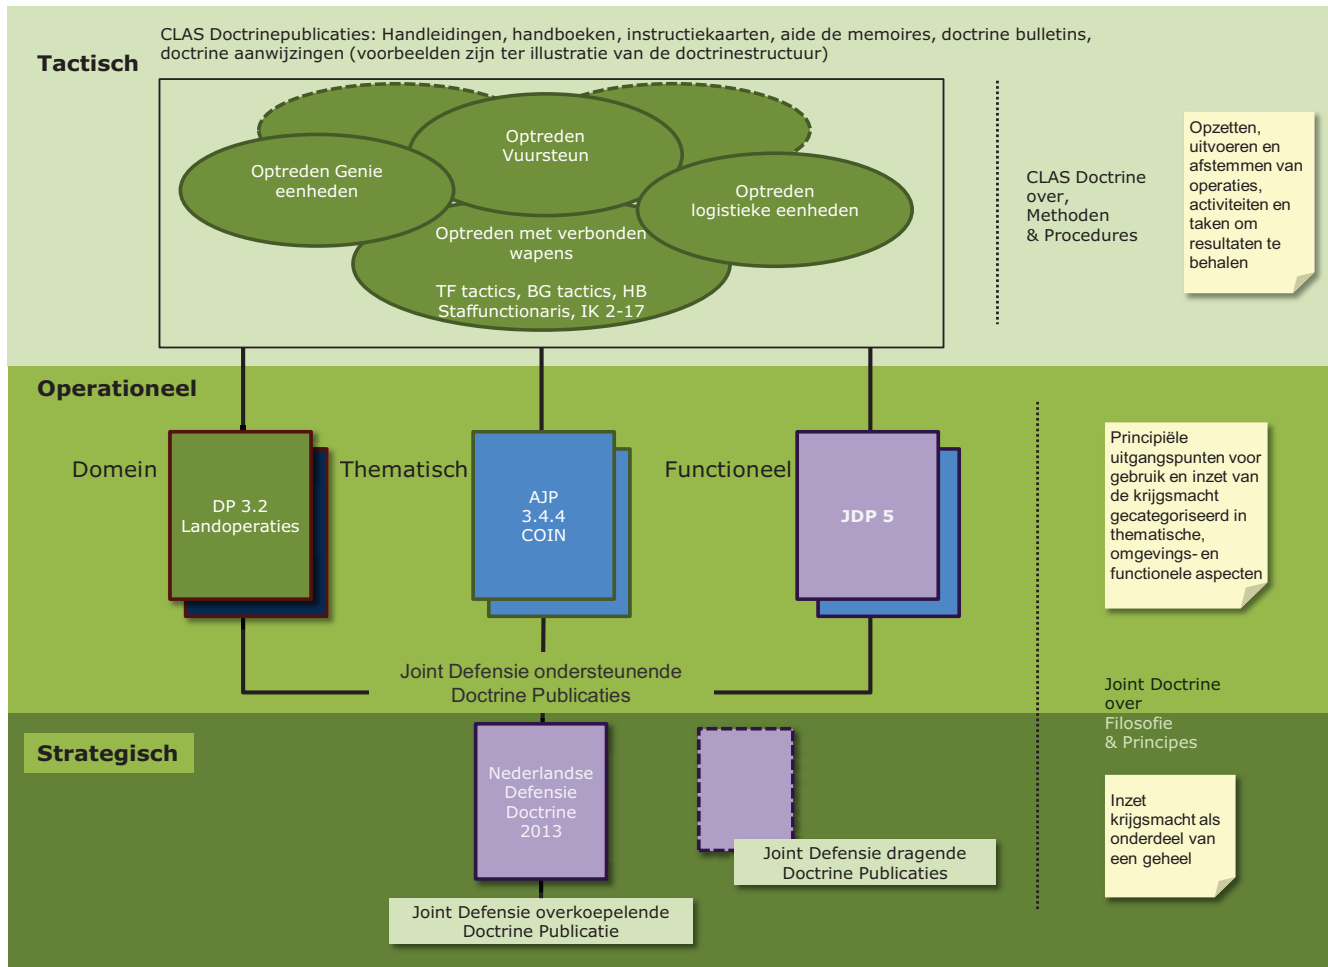 CLAS Doctrinepublicaties: Handleidingen, handboeken, instructiekaarten, aide de memoires, doctrine bulletins,
doctrine aanwijzingen (voorbeelden zijn ter illustratie van de doctrinestructuur)
Tactisch
Optreden
Vuursteun
Optreden Genie
eenheden
Optreden
logistieke eenheden
Optreden met verbonden
wapens
TF tactics, BG tactics, HB
Staffunctionaris, IK 2-17
CLAS Doctrine
over,
Methoden
& Procedures
Opzetten,
uitvoeren en
afstemmen van
operaties,
activiteiten en
taken om
resultaten te
behalen
Operationeel
Domein
DP 3.2
Landoperaties
Thematisch
AJP
3.4.4
COIN
Functioneel
JDP 5
Principiële
uitgangspunten voor
gebruik en inzet van
de krijgsmacht
gecategoriseerd in
thematische,
omgevings- en
functionele aspecten
Joint Defensie ondersteunende
Doctrine Publicaties
Joint Doctrine
over
Filosofie
& Principes
Strategisch
Nederlandse
Defensie
Doctrine
2013
Joint Defensie dragende
Doctrine Publicaties
Inzet
krijgsmacht als
onderdeel van
een geheel
Joint Defensie overkoepelende
Doctrine Publicatie